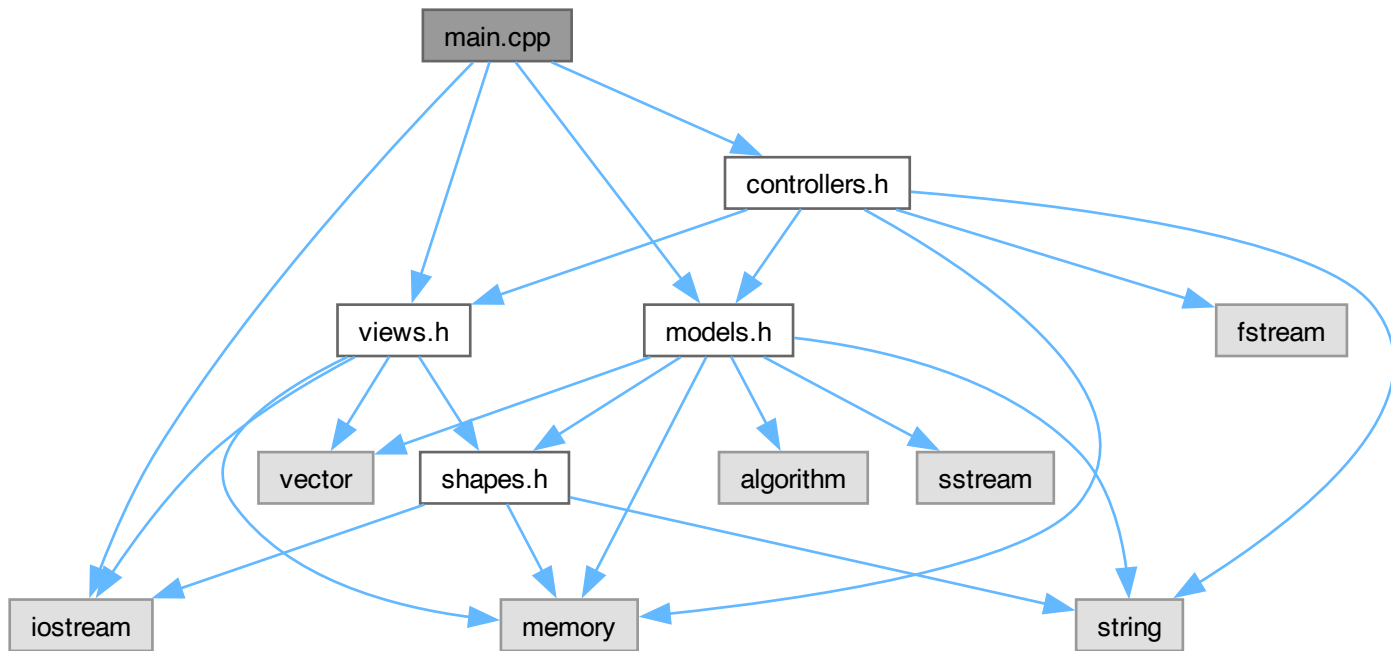 main.cpp
controllers.h
views.h
models.h
fstream
vector
shapes.h
algorithm
sstream
iostream
memory
string